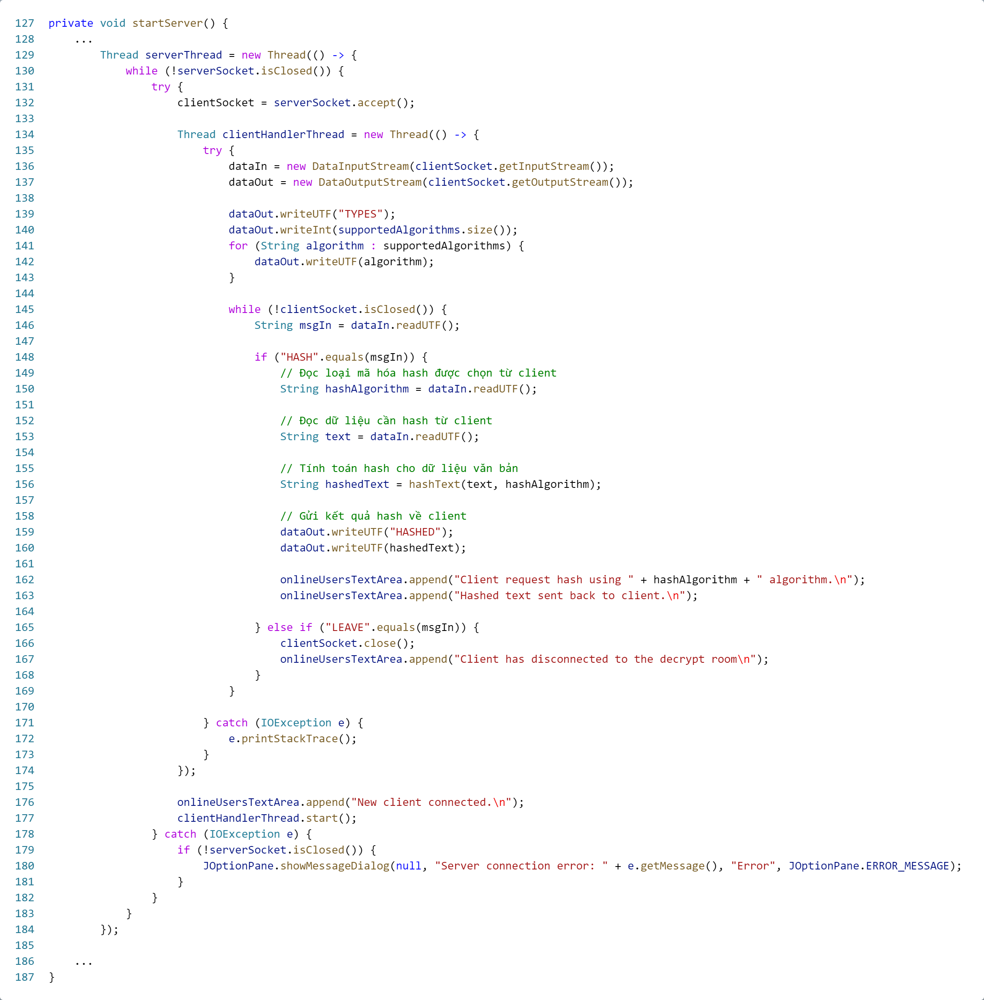 127 private void startServer() {
128     ...
129         Thread serverThread = new Thread(() -> {
130             while (!serverSocket.isClosed()) {
131                 try {
132                     clientSocket = serverSocket.accept();
133
134                     Thread clientHandlerThread = new Thread(() -> {
135                         try {
136                             dataIn = new DataInputStream(clientSocket.getInputStream());
137                             dataOut = new DataOutputStream(clientSocket.getOutputStream());
138
139                             dataOut.writeUTF("TYPES");
140                             dataOut.writeInt(supportedAlgorithms.size());
141                             for (String algorithm : supportedAlgorithms) {
142                                 dataOut.writeUTF(algorithm);
143                             }
144
145                             while (!clientSocket.isClosed()) {
146                                 String msgIn = dataIn.readUTF();
147
148                                 if ("HASH".equals(msgIn)) {
149                                     // Đọc loại mã hóa hash được chọn từ client
150                                     String hashAlgorithm = dataIn.readUTF();
151
152                                     // Đọc dữ liệu cần hash từ client
153                                     String text = dataIn.readUTF();
154
155                                     // Tính toán hash cho dữ liệu văn bản
156                                     String hashedText = hashText(text, hashAlgorithm);
157
158                                     // Gửi kết quả hash về client
159                                     dataOut.writeUTF("HASHED");
160                                     dataOut.writeUTF(hashedText);
161
162                                     onlineUsersTextArea.append("Client request hash using " + hashAlgorithm + " algorithm.\n");
163                                     onlineUsersTextArea.append("Hashed text sent back to client.\n");
164
165                                 } else if ("LEAVE".equals(msgIn)) {
166                                     clientSocket.close();
167                                     onlineUsersTextArea.append("Client has disconnected to the decrypt room\n");
168                                 }
169                             }
170
171                         } catch (IOException e) {
172                             e.printStackTrace();
173                         }
174                     });
175
176                     onlineUsersTextArea.append("New client connected.\n");
177                     clientHandlerThread.start();
178                 } catch (IOException e) {
179                     if (!serverSocket.isClosed()) {
180                         JOptionPane.showMessageDialog(null, "Server connection error: " + e.getMessage(), "Error", JOptionPane.ERROR_MESSAGE);
181                     }
182                 }
183             }
184         });
185
186     ...
187 }